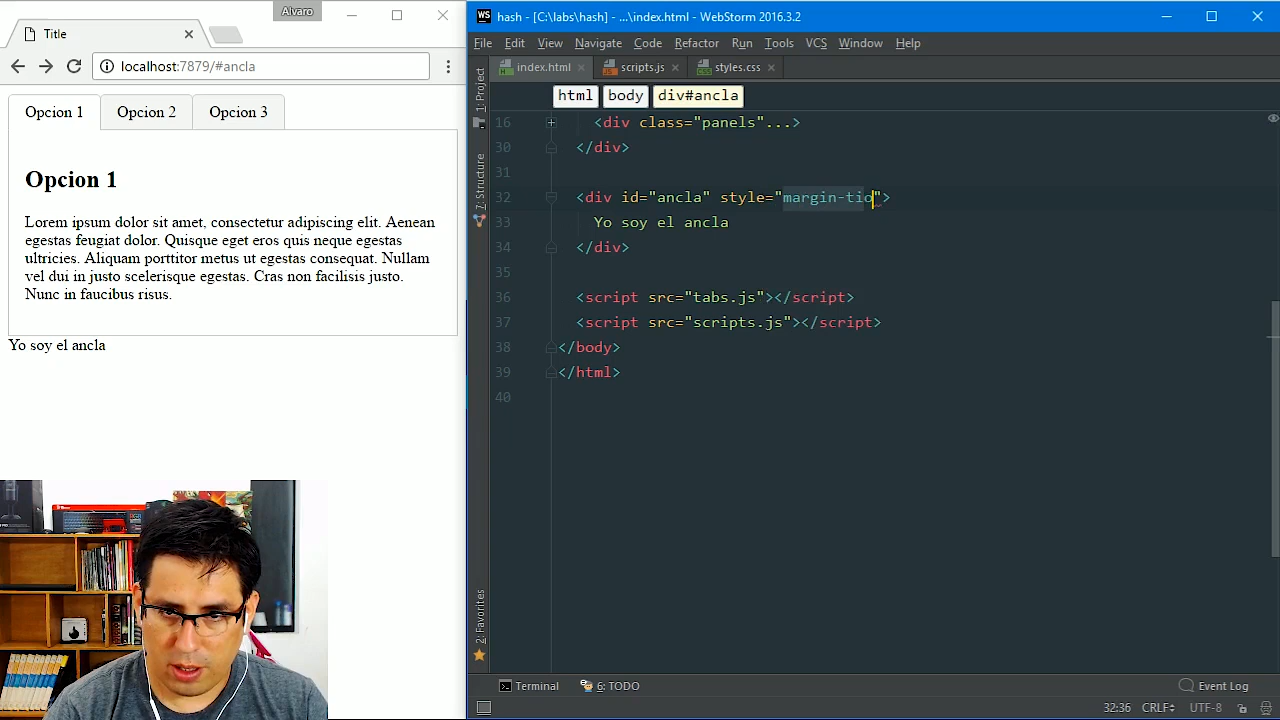 Alvaro
Title
localhost:7879/#ancla
Opcion 1
Opcion 2
Opcion 3
Opcion 1
Lorem ipsum dolor sit amet, consectetur adipiscing elit. Aenean
egestas feugiat dolor. Quisque eget eros quis neque egestas
ultricies. Aliquam porttitor metus ut egestas consequat. Nullam
vel dui in justo scelerisque egestas. Cras non facilisis justo.
Nunc in faucibus risus.
Yo soy el ancla
WS hash - [C:\labs\hash] - ...\index.html - WebStorm 2016.3.2
File Edit View Navigate Code Refactor Run Tools VCS Window Help
index.html scripts.js styles.css
html body div#ancla
1: Project
7: Structure
2: Favorites
16 <div class="panels"...>
30 </div>
31
32 <div id="ancla" style="margin-tio">
33 Yo soy el ancla
34 </div>
35
36 <script src="tabs.js"></script>
37 <script src="scripts.js"></script>
38 </body>
39 </html>
40
Terminal 6: TODO Event Log
32:36 CRLF UTF-8